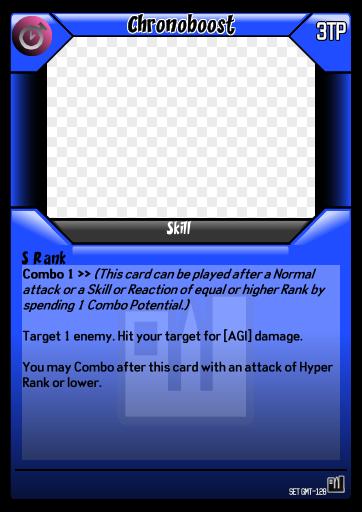 Chronoboost
3TP
Skill
S Rank
Combo 1 >> (This card can be played after a Normal
attack or a Skill or Reaction of equal or higher Rank by
spending 1 Combo Potential.)
Target 1 enemy. Hit your target for [AGI] damage.
You may Combo after this card with an attack of Hyper
Rank or lower.
SET GMT-128